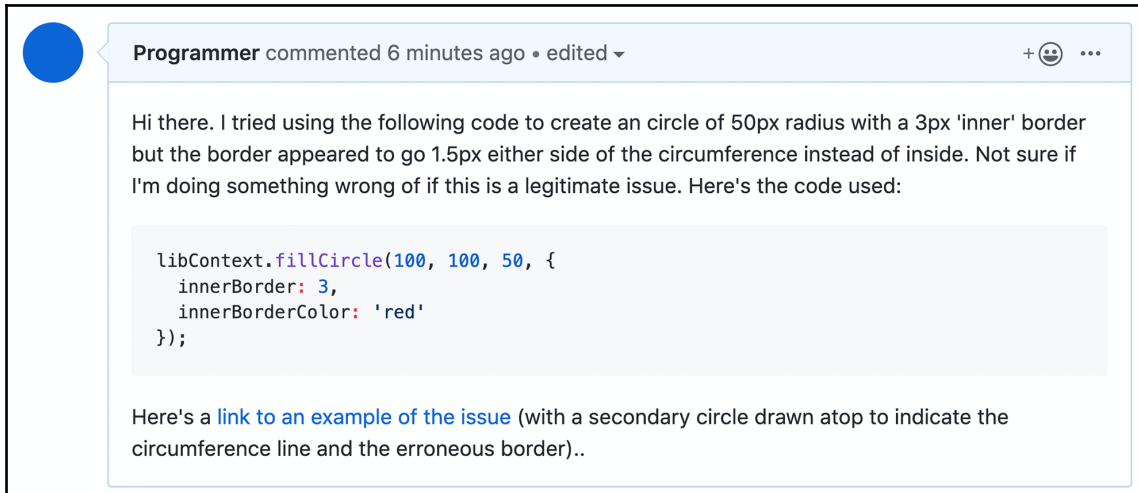 Programmer commented 6 minutes ago • edited
Hi there. I tried using the following code to create an circle of 50px radius with a 3px 'inner' border
but the border appeared to go 1.5px either side of the circumference instead of inside. Not sure if
I'm doing something wrong of if this is a legitimate issue. Here's the code used:
libContext.fillCircle(100, 100, 50, {
  innerBorder: 3,
  innerBorderColor: 'red'
});
Here's a link to an example of the issue (with a secondary circle drawn atop to indicate the
circumference line and the erroneous border)..